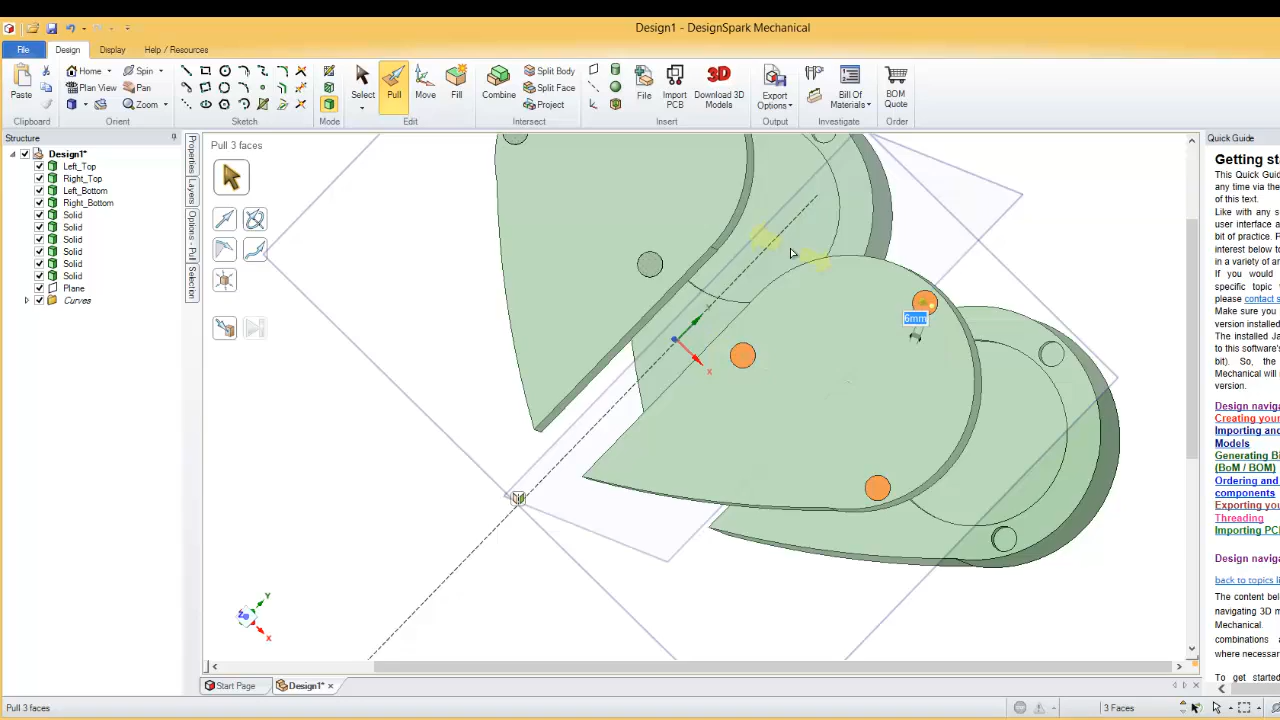 Design1 - DesignSpark Mechanical
File Design Display Help / Resources
Paste
Clipboard
Home Spin
Plan View Pan
Zoom
Orient
Sketch
Mode
Select Pull Move Fill
Edit
Combine Split Body
Split Face
Project
Intersect
File Import PCB Download 3D Models
Insert
Export Options
Output
Bill Of Materials
Investigate
BOM Quote
Order
Structure
Design1*
Left_Top
Right_Top
Left_Bottom
Right_Bottom
Solid
Solid
Solid
Solid
Solid
Solid
Plane
Curves
Properties
Layers
Options - Pull
Selection
Pull 3 faces
6mm
X
Y
Z
X
Quick Guide
Getting st
This Quick Guid
any time via the
of this text.
Like with any s
user interface a
bit of practice. F
interest below to
in a variety of ar
If you would
specific topic
please contact s
Make sure you
version installed
The installed Ja
to this software's
bit). So, the
Mechanical will
version.
Design naviga
Creating your
Importing and
Models
Generating Bi
(BoM / BOM)
Ordering and
components
Exporting you
Threading
Importing PC
Design naviga
back to topics li
The content bel
navigating 3D m
Mechanical.
combinations a
where necessar
To get started
Start Page Design1*
Pull 3 faces
3 Faces